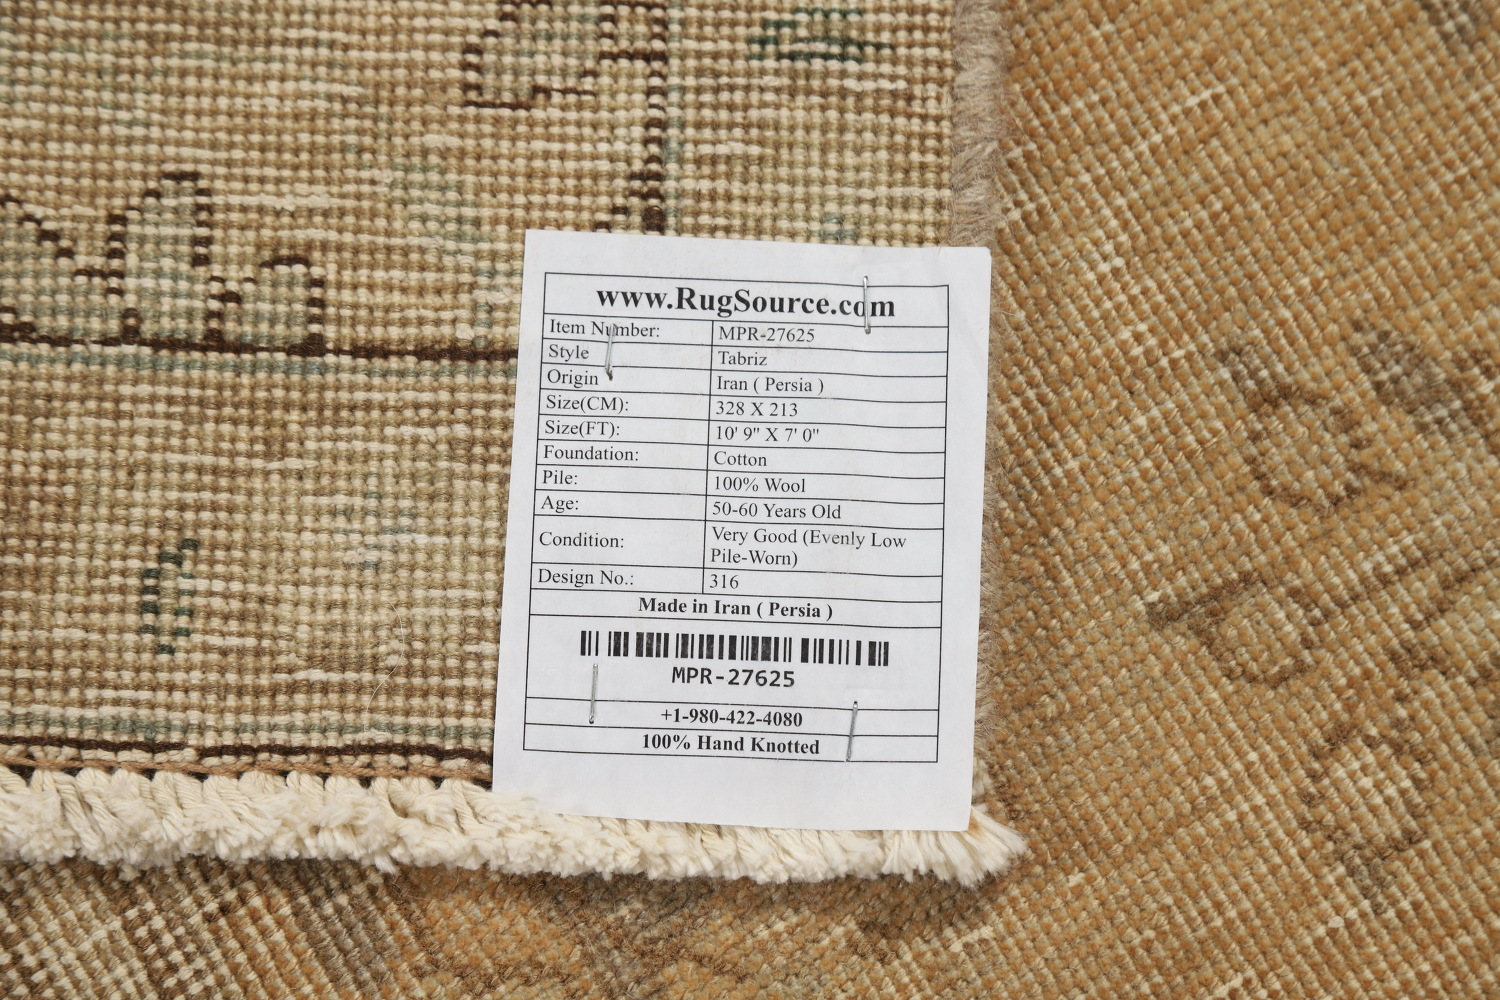 www.RugSource.com
Item Number: MPR-27625
Style Tabriz
Origin Iran ( Persia )
Size(CM): 328 X 213
Size(FT): 10' 9" X 7' 0"
Foundation: Cotton
Pile: 100% Wool
Age: 50-60 Years Old
Condition: Very Good (Evenly Low
Pile-Worn)
Design No.: 316
Made in Iran ( Persia )
MPR-27625
+1-980-422-4080
100% Hand Knotted